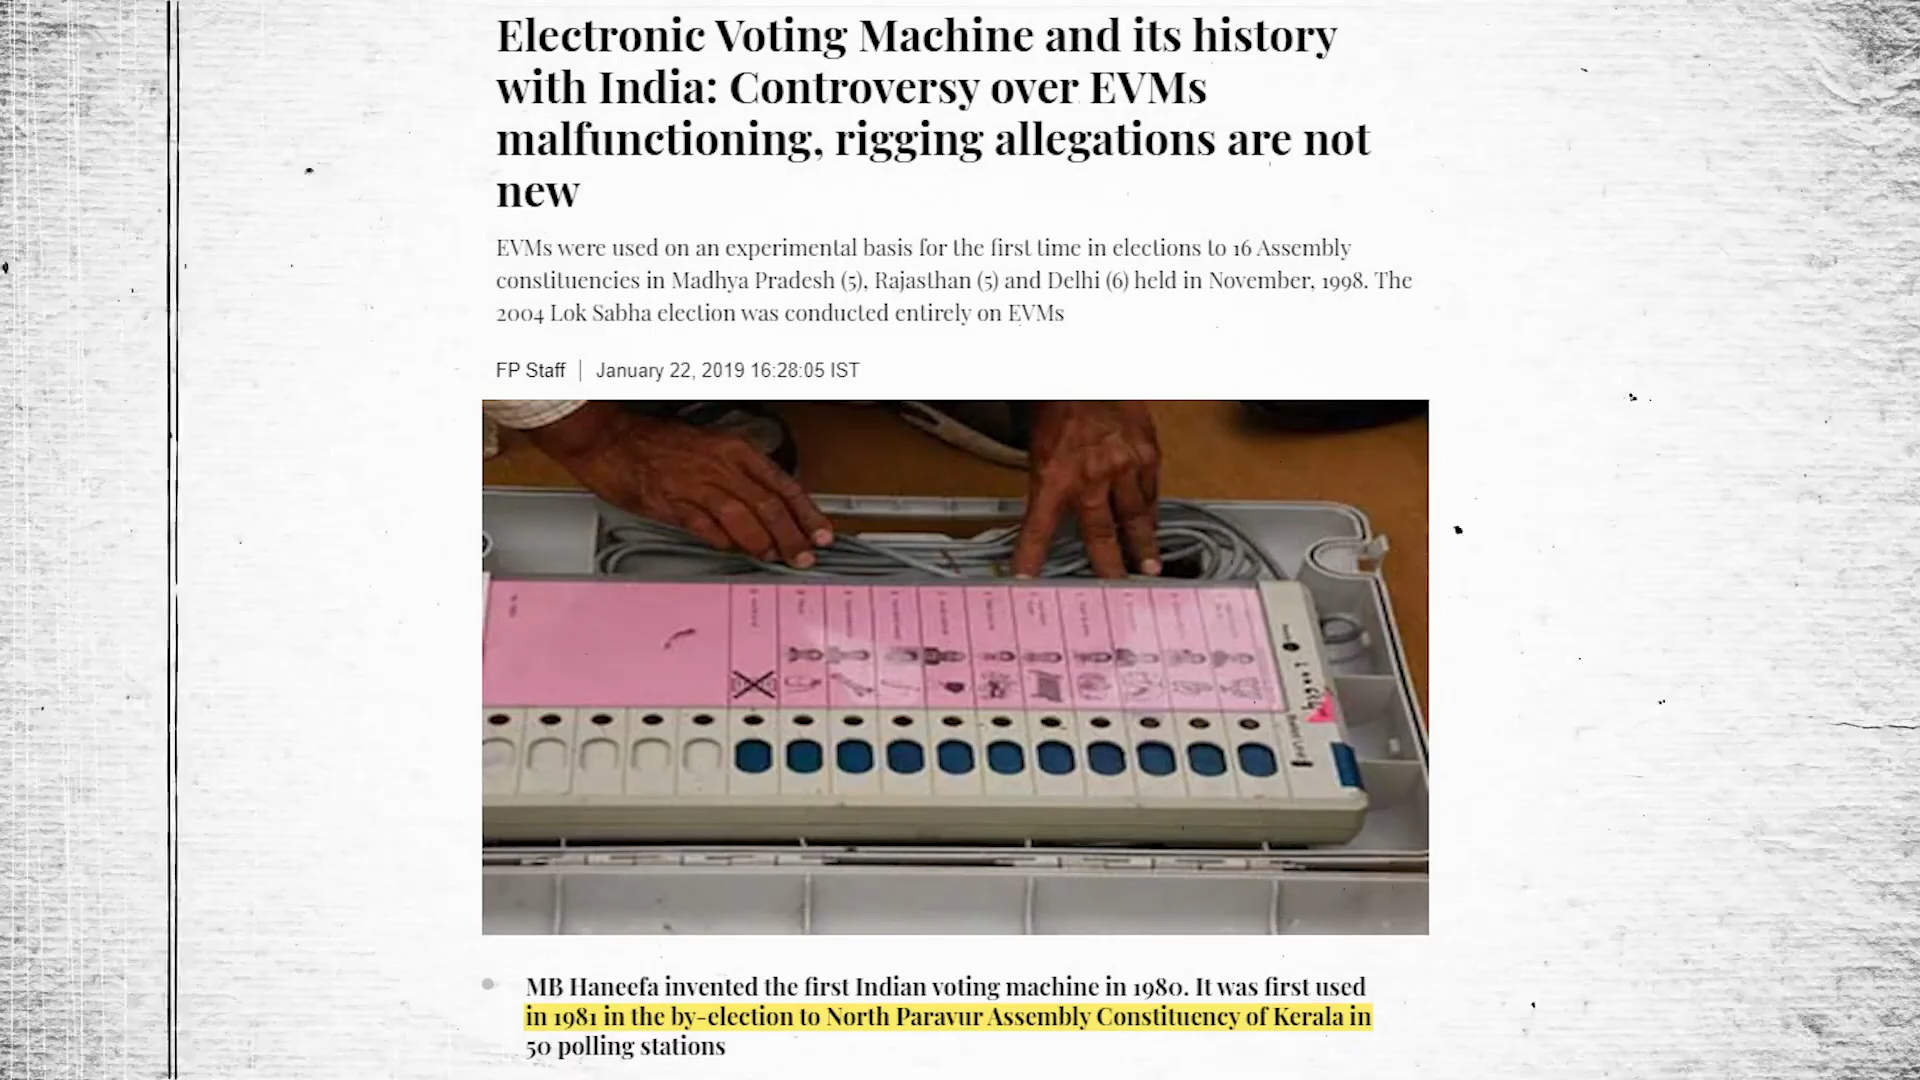 Electronic Voting Machine and its history
with India: Controversy over EVMs
malfunctioning, rigging allegations are not
new
EVMs were used on an experimental basis for the first time in elections to 16 Assembly
constituencies in Madhya Pradesh (5), Rajasthan (5) and Delhi (6) held in November, 1998. The
2004 Lok Sabha election was conducted entirely on EVMs
FP Staff | January 22, 2019 16:28:05 IST
MB Haneefa invented the first Indian voting machine in 1980. It was first used
in 1981 in the by-election to North Paravur Assembly Constituency of Kerala in
50 polling stations